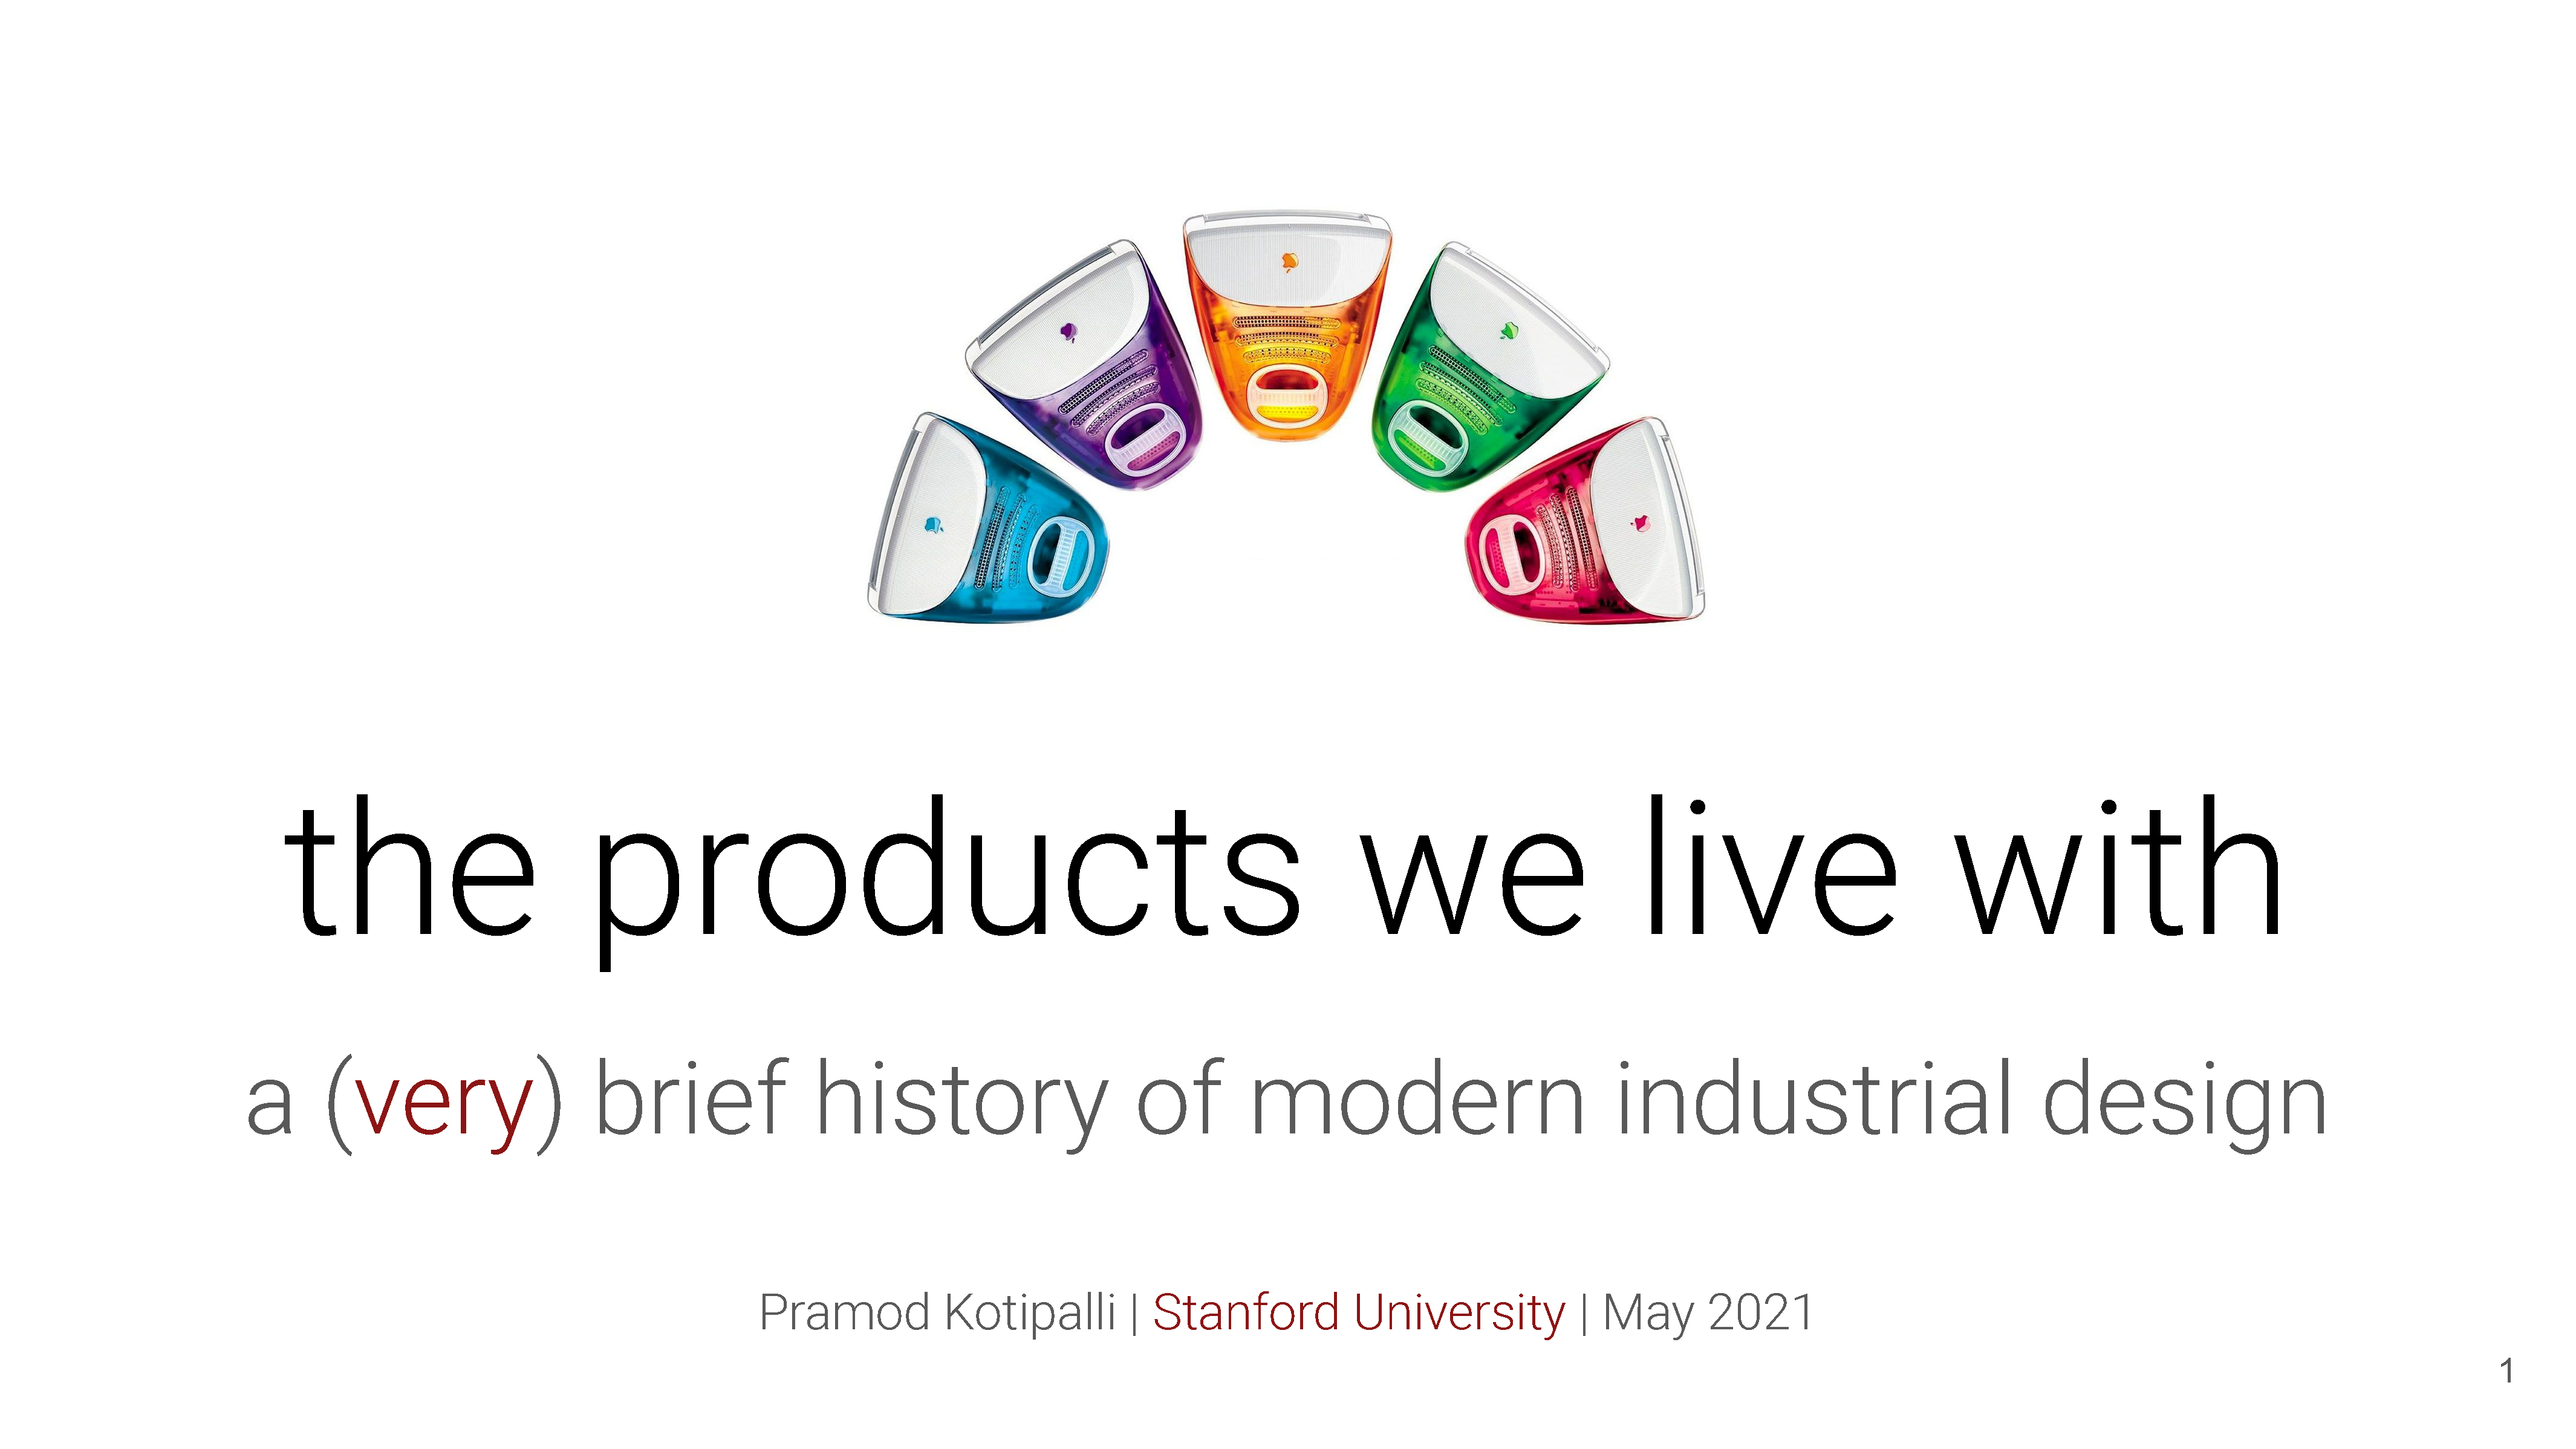 the products we live with
a (very) brief history of modern industrial design
Pramod Kotipalli | Stanford University | May 2021
1